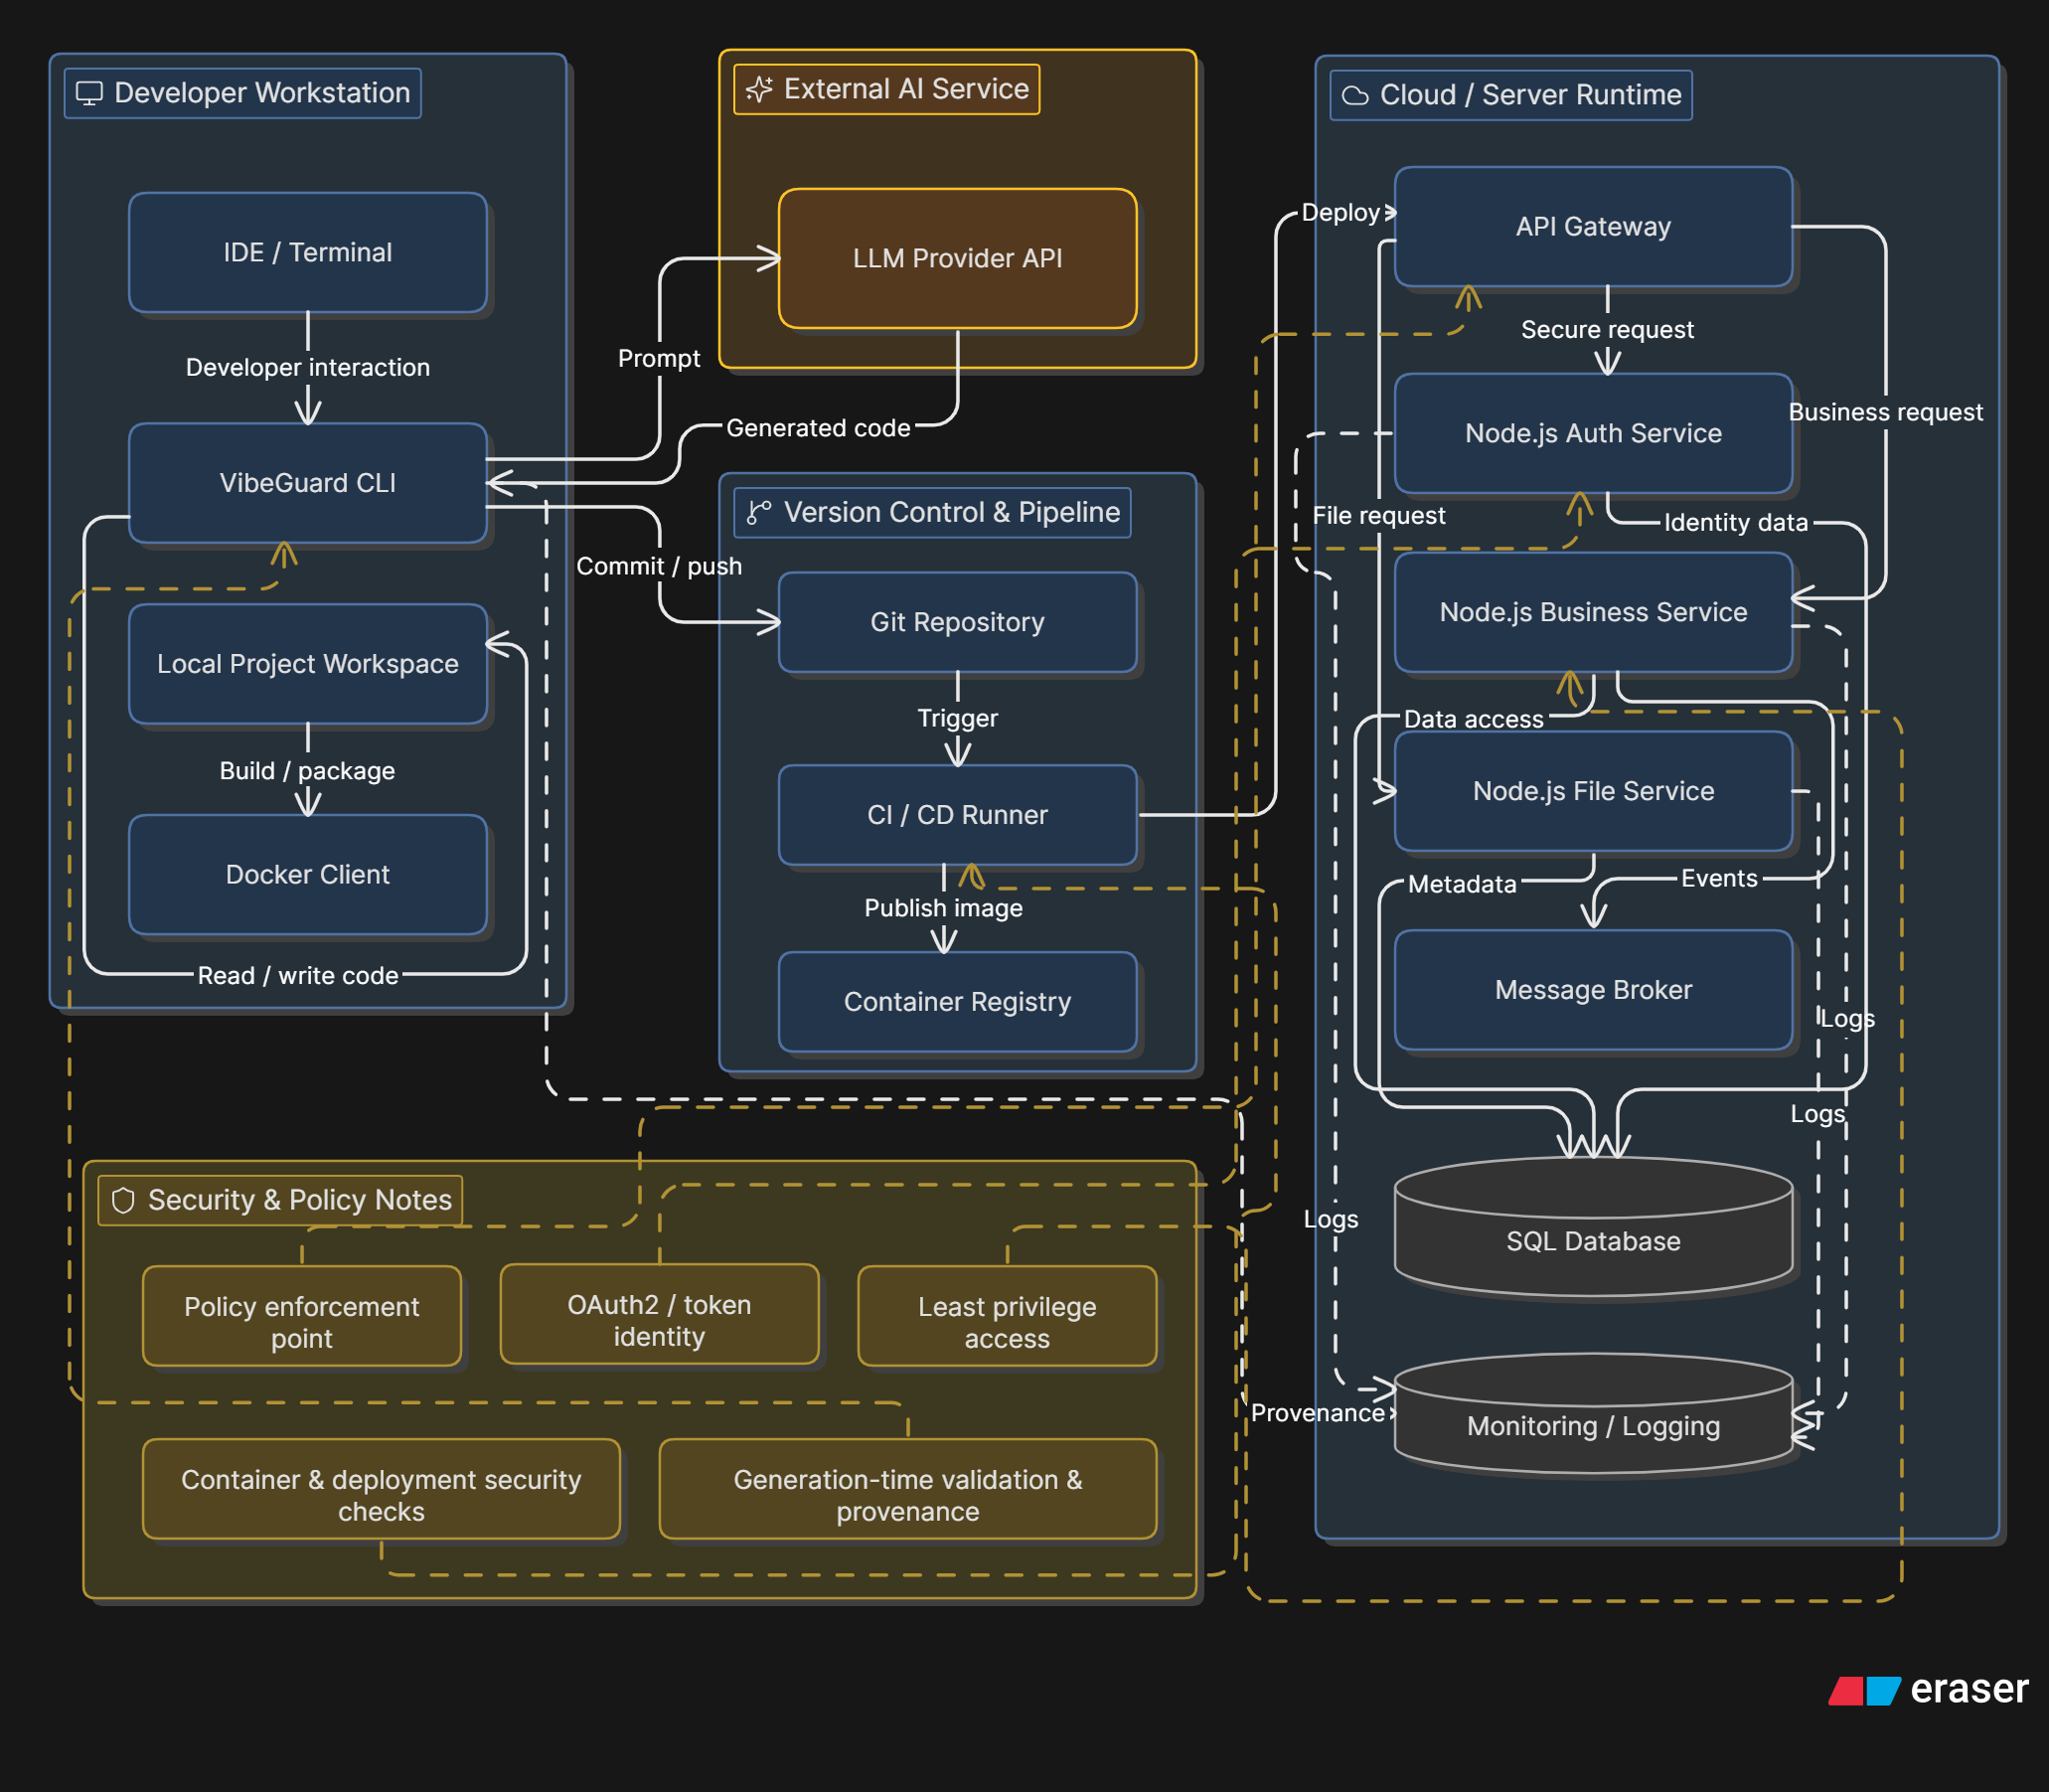 Developer Workstation
IDE / Terminal
Developer interaction
VibeGuard CLI
Local Project Workspace
Build / package
Docker Client
Read / write code
External AI Service
LLM Provider API
Prompt
Generated code
Commit / push
Version Control & Pipeline
Git Repository
Trigger
CI / CD Runner
Publish image
Container Registry
Cloud / Server Runtime
Deploy
API Gateway
Secure request
Business request
Node.js Auth Service
File request
Identity data
Node.js Business Service
Data access
Node.js File Service
Metadata
Events
Message Broker
Logs
Logs
Logs
SQL Database
Provenance
Monitoring / Logging
Security & Policy Notes
Policy enforcement
point
OAuth2 / token
identity
Least privilege
access
Container & deployment security
checks
Generation-time validation &
provenance
eraser